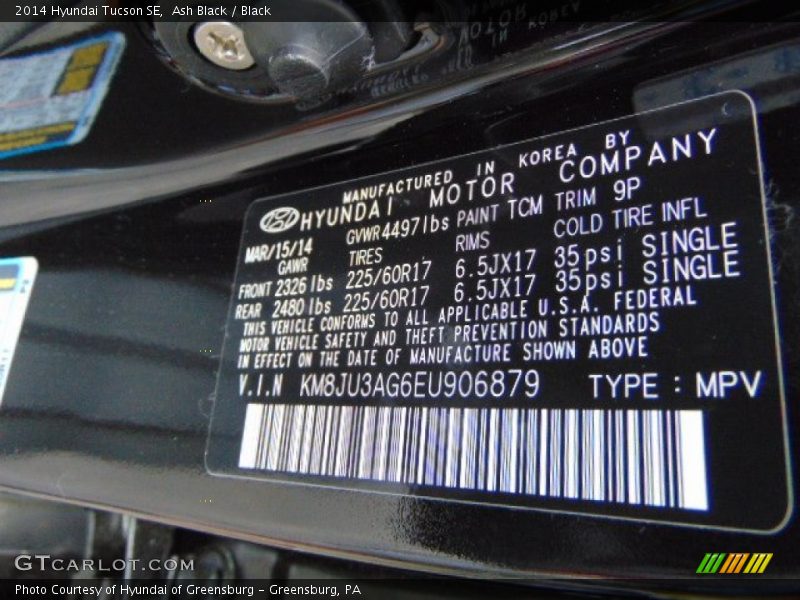 2014 Hyundai Tucson SE, Ash Black / Black
MANUFACTURED IN KOREA BY
HYUNDAI MOTOR COMPANY
MAR/15/14 GVWR 4497lbs PAINT TCM TRIM 9P
GAWR TIRES RIMS COLD TIRE INFL
FRONT 2326 lbs 225/60R17 6.5JX17 35psi SINGLE
REAR 2480 lbs 225/60R17 6.5JX17 35psi SINGLE
THIS VEHICLE CONFORMS TO ALL APPLICABLE U.S.A. FEDERAL
MOTOR VEHICLE SAFETY AND THEFT PREVENTION STANDARDS
IN EFFECT ON THE DATE OF MANUFACTURE SHOWN ABOVE
V.I.N KM8JU3AG6EU906879 TYPE : MPV
GTCARLOT.COM
Photo Courtesy of Hyundai of Greensburg - Greensburg, PA